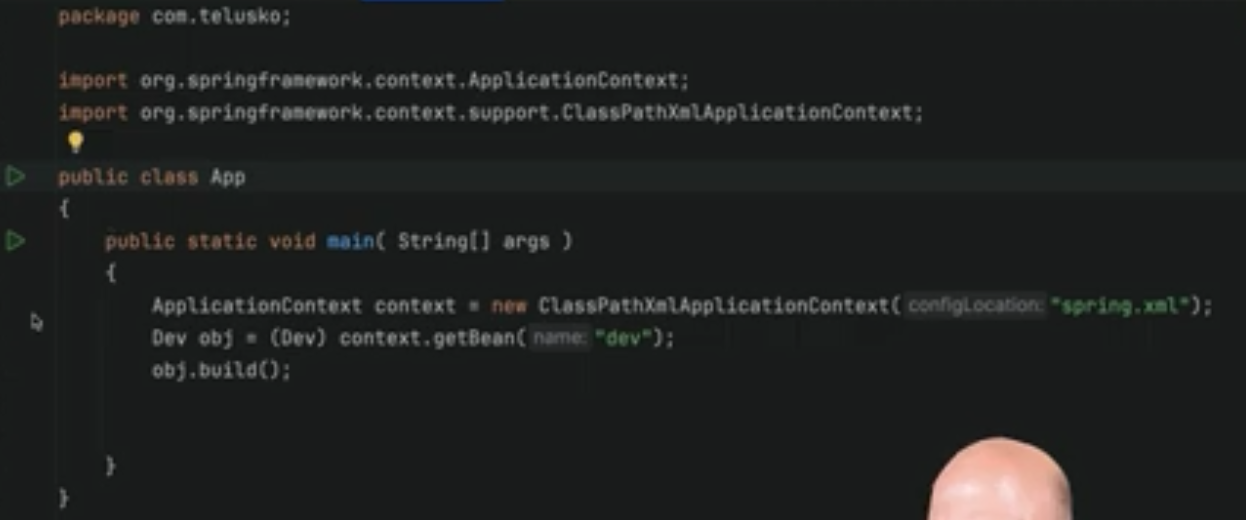 package com.telusko;
import org.springframework.context.ApplicationContext;
import org.springframework.context.support.ClassPathXmlApplicationContext;
public class App
{
public static void main( String[] args )
{
ApplicationContext context = new ClassPathXmlApplicationContext( configLocation: "spring.xml");
Dev obj = (Dev) context.getBean( name: "dev");
obj.build();
}
}